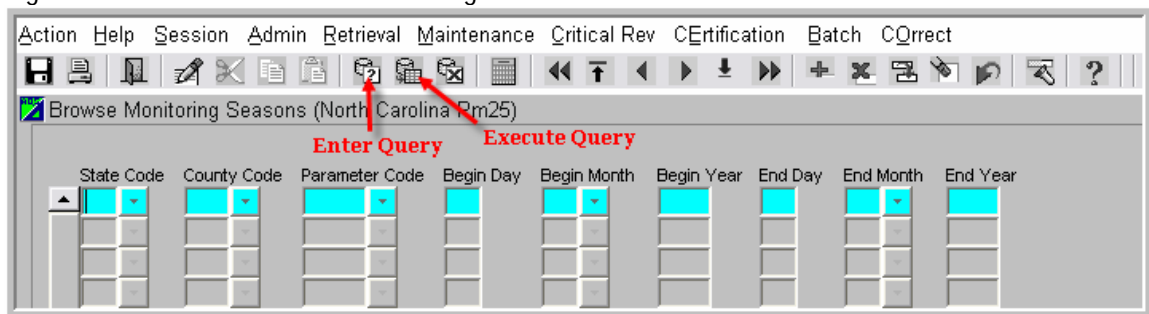 Action Help Session Admin Retrieval Maintenance Critical Rev CErtification Batch COrrect
Browse Monitoring Seasons (North Carolina Pm25)
Enter Query Execute Query
State Code County Code Parameter Code Begin Day Begin Month Begin Year End Day End Month End Year